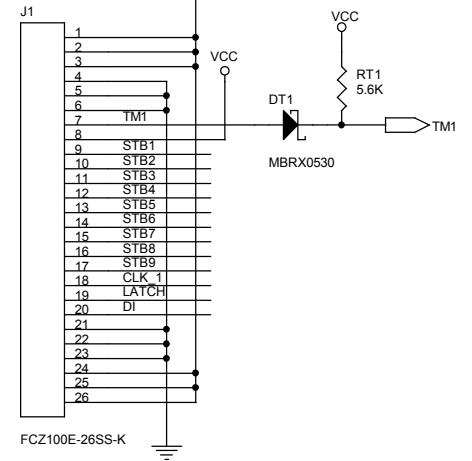 J1
VCC
VCC
1
2
3
4
5
6
7 TM1
8
9 STB1
10 STB2
11 STB3
12 STB4
13 STB5
14 STB6
15 STB7
16 STB8
17 STB9
18 CLK_1
19 LATCH
20 DI
21
22
23
24
25
26
DT1
MBRX0530
RT1
5.6K
TM1
FCZ100E-26SS-K